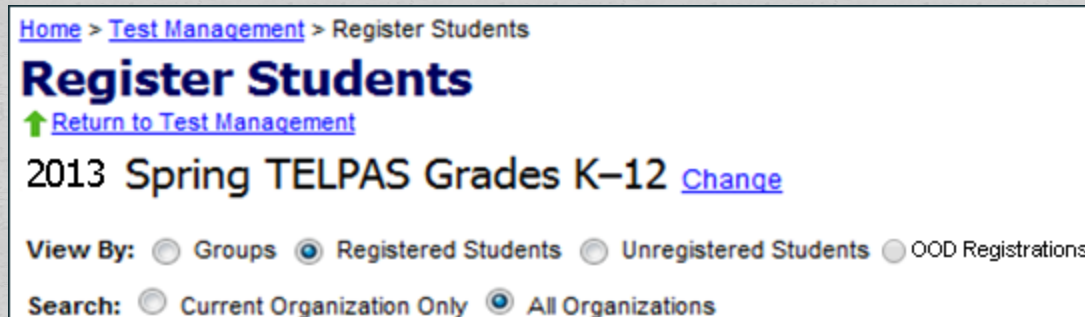 Home > Test Management > Register Students
Register Students
Return to Test Management
2013 Spring TELPAS Grades K–12 Change
View By: Groups Registered Students Unregistered Students OOD Registrations
Search: Current Organization Only All Organizations